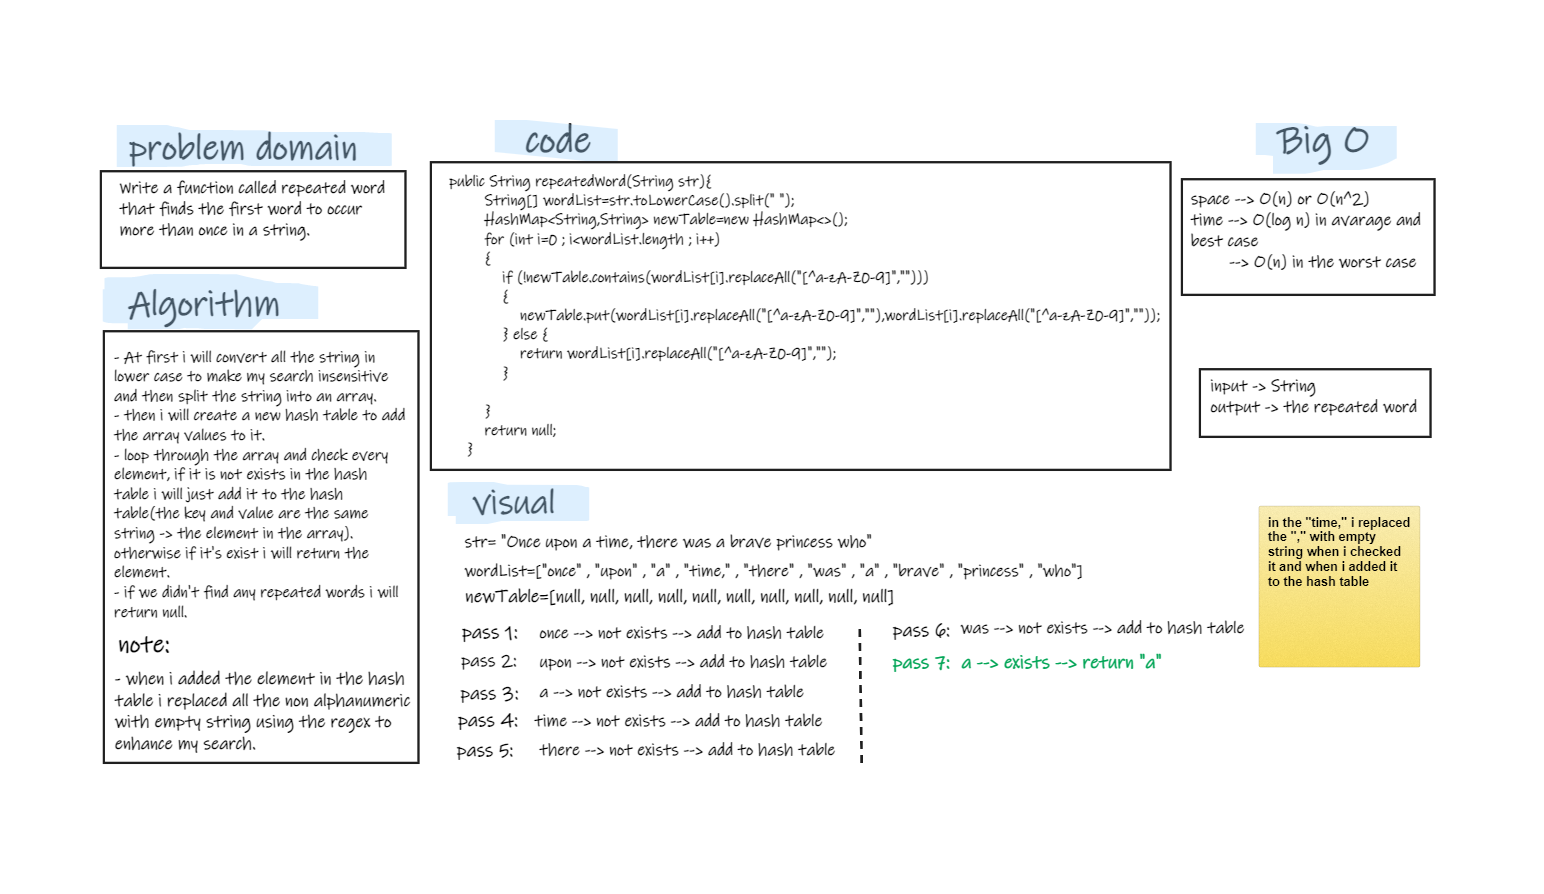 problem domain
Write a function called repeated word
that finds the first word to occur
more than once in a string.
Algorithm
- At first i will convert all the string in
lower case to make my search insensitive
and then split the string into an array.
- then i will create a new hash table to add
the array values to it.
- loop through the array and check every
element, if it is not exists in the hash
table i will just add it to the hash
table(the key and value are the same
string -> the element in the array).
otherwise if it's exist i will return the
element.
- if we didn't find any repeated words i will
return null.
note:
- when i added the element in the hash
table i replaced all the non alphanumeric
with empty string using the regex to
enhance my search.
code
public String repeatedWord(String str){
String[] wordList=str.toLowerCase().split(" ");
HashMap<String,String> newTable=new HashMap<>();
for (int i=0 ; i<wordList.length ; i++)
{
if (!newTable.contains(wordList[i].replaceAll("[^a-zA-Z0-9]","")))
{
newTable.put(wordList[i].replaceAll("[^a-zA-Z0-9]",""),wordList[i].replaceAll("[^a-zA-Z0-9]",""));
} else {
return wordList[i].replaceAll("[^a-zA-Z0-9]","");
}
}
return null;
}
visual
str= "Once upon a time, there was a brave princess who"
wordList=["once" , "upon" , "a" , "time," , "there" , "was" , "a" , "brave" , "princess" , "who"]
newTable=[null, null, null, null, null, null, null, null, null, null]
pass 1: once --> not exists --> add to hash table
pass 2: upon --> not exists --> add to hash table
pass 3: a --> not exists --> add to hash table
pass 4: time --> not exists --> add to hash table
pass 5: there --> not exists --> add to hash table
pass 6: was --> not exists --> add to hash table
pass 7: a --> exists --> return "a"
Big O
space --> O(n) or O(n^2)
time --> O(log n) in avarage and
best case
--> O(n) in the worst case
input -> String
output -> the repeated word
in the "time," i replaced
the "," with empty
string when i checked
it and when i added it
to the hash table